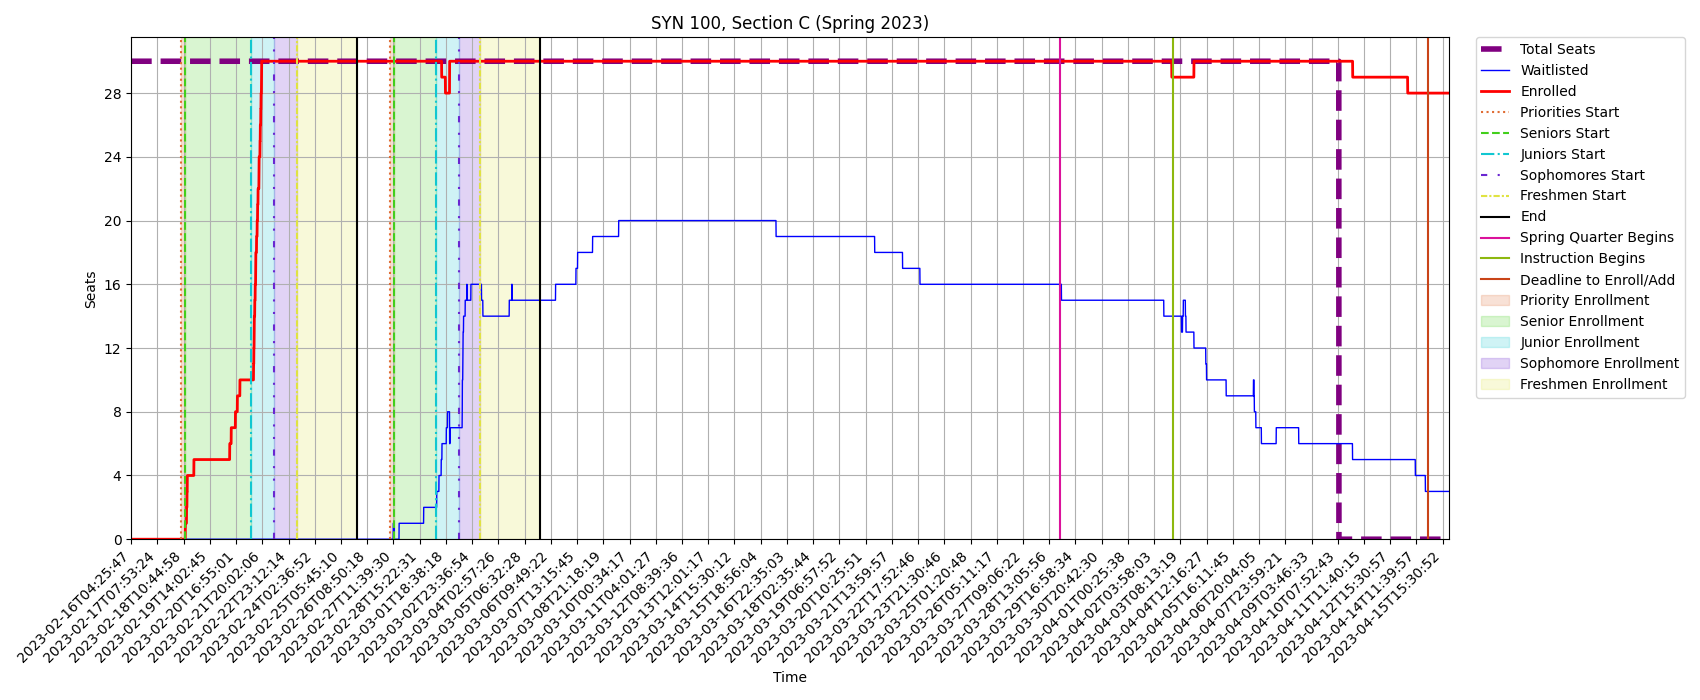 SYN 100, Section C (Spring 2023)
Seats
28
24
20
16
12
8
4
0
2023-02-16T04:25:47
2023-02-17T07:53:24
2023-02-18T10:44:58
2023-02-19T14:02:45
2023-02-20T16:55:01
2023-02-21T20:02:06
2023-02-22T23:12:14
2023-02-24T02:36:52
2023-02-25T05:45:10
2023-02-26T08:50:18
2023-02-27T11:39:30
2023-02-28T15:22:31
2023-03-01T18:38:18
2023-03-02T23:36:54
2023-03-04T02:57:26
2023-03-05T06:32:28
2023-03-06T09:49:22
2023-03-07T13:15:45
2023-03-08T21:18:19
2023-03-10T00:34:17
2023-03-11T04:01:27
2023-03-12T08:39:36
2023-03-13T12:01:17
2023-03-14T15:30:12
2023-03-15T18:56:04
2023-03-16T22:35:03
2023-03-18T02:35:44
2023-03-19T06:57:52
2023-03-20T10:25:51
2023-03-21T13:59:57
2023-03-22T17:52:46
2023-03-23T21:30:46
2023-03-25T01:20:48
2023-03-26T05:11:17
2023-03-27T09:06:22
2023-03-28T13:05:56
2023-03-29T16:58:34
2023-03-30T20:42:30
2023-04-01T00:25:38
2023-04-02T03:58:03
2023-04-03T08:13:19
2023-04-04T12:16:27
2023-04-05T16:11:45
2023-04-06T20:04:05
2023-04-07T23:59:21
2023-04-09T03:46:33
2023-04-10T07:52:43
2023-04-11T11:40:15
2023-04-12T15:30:57
2023-04-14T11:39:57
2023-04-15T15:30:52
Time
Total Seats
Waitlisted
Enrolled
Priorities Start
Seniors Start
Juniors Start
Sophomores Start
Freshmen Start
End
Spring Quarter Begins
Instruction Begins
Deadline to Enroll/Add
Priority Enrollment
Senior Enrollment
Junior Enrollment
Sophomore Enrollment
Freshmen Enrollment